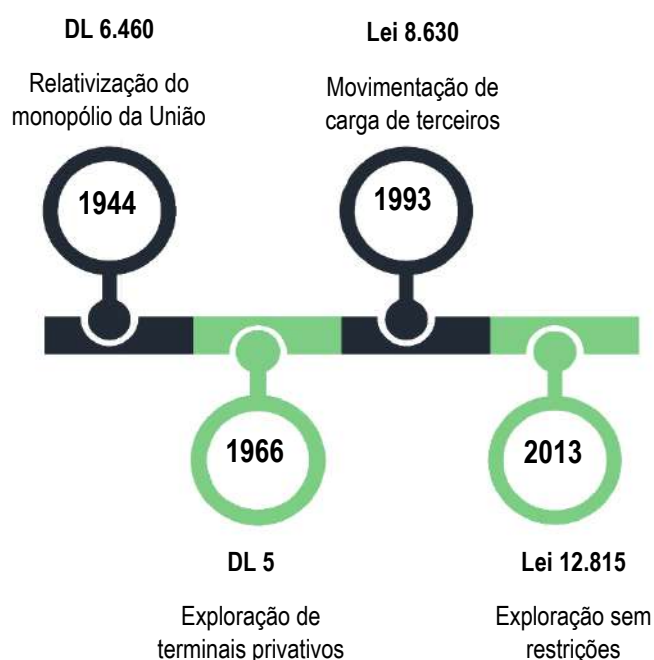 DL 6.460
Relativização do
monopólio da União
1944
Lei 8.630
Movimentação de
carga de terceiros
1993
1966
DL 5
Exploração de
terminais privativos
2013
Lei 12.815
Exploração sem
restrições